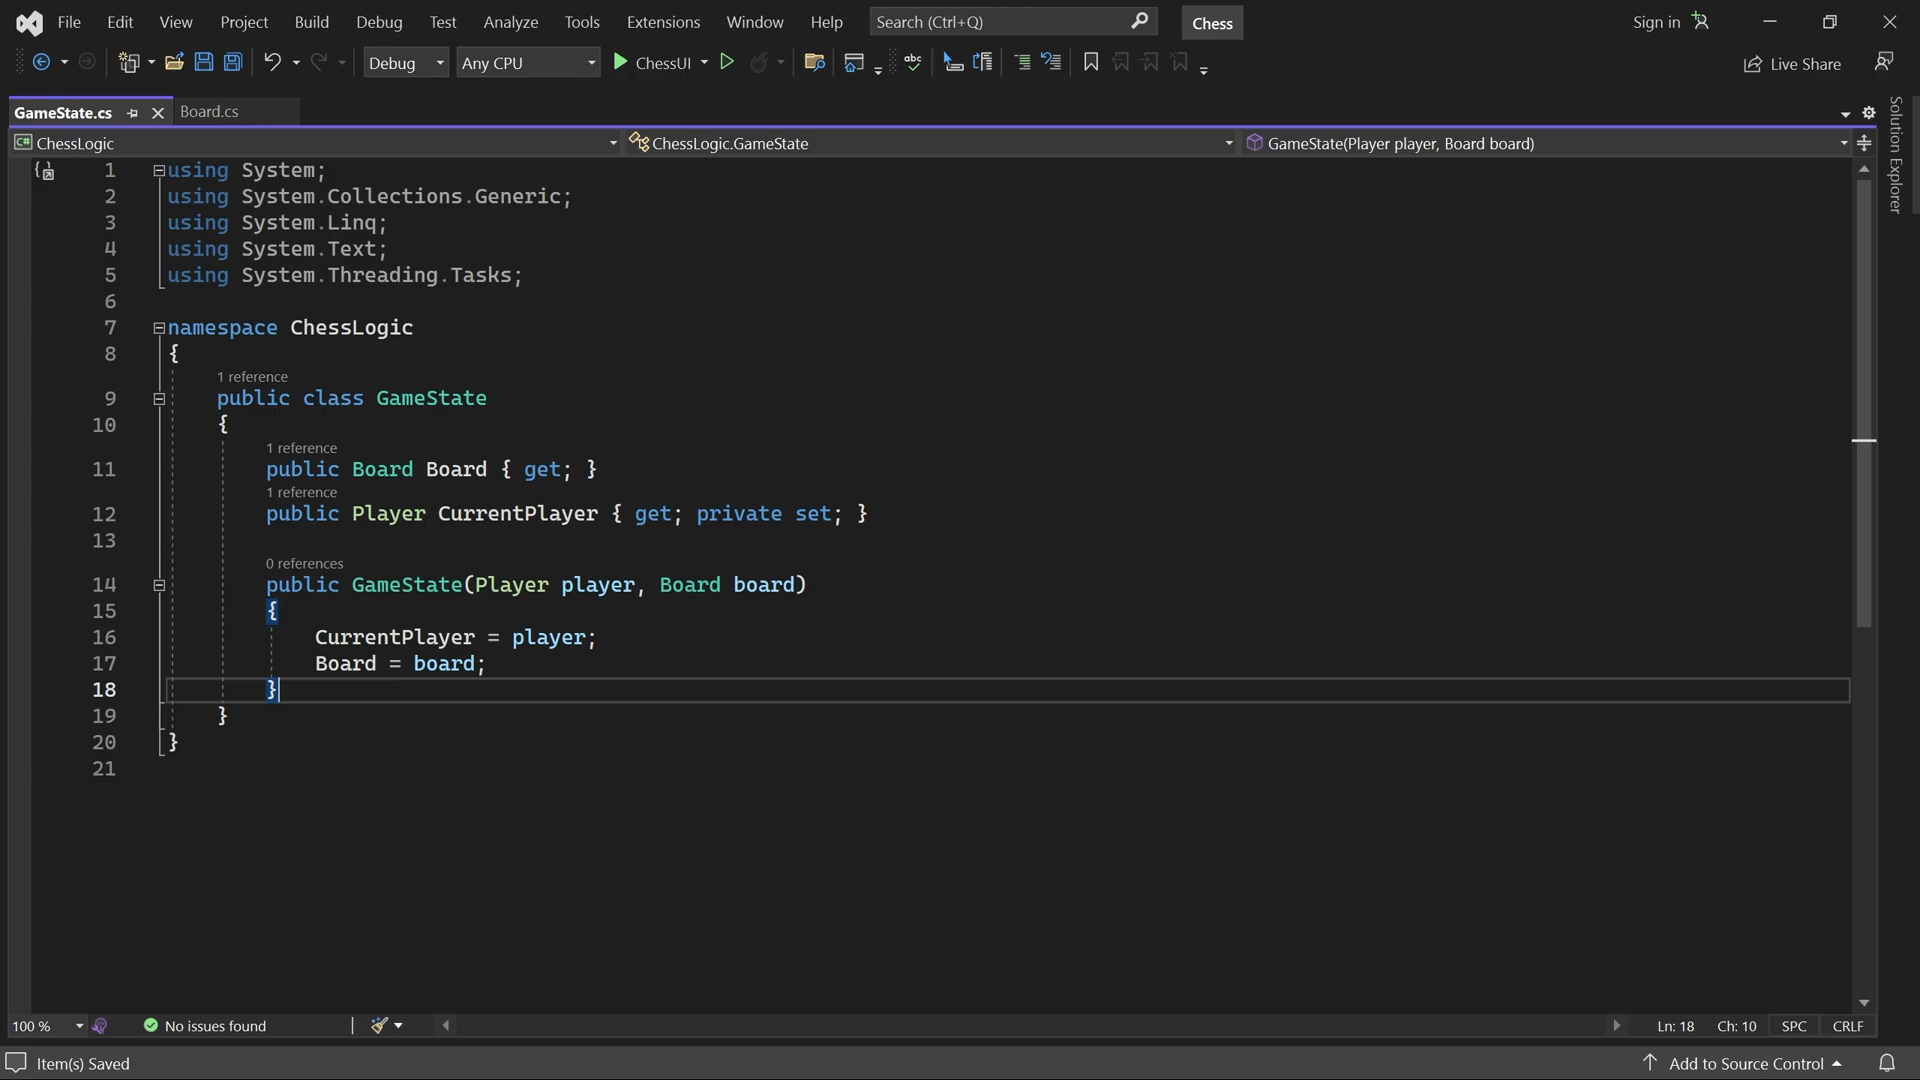 File Edit View Project Build Debug Test Analyze Tools Extensions Window Help Search (Ctrl+Q) Chess Sign in
Debug Any CPU ChessUI abc Live Share
GameState.cs Board.cs
Solution Explorer
C# ChessLogic ChessLogic.GameState GameState(Player player, Board board)
1 using System;
2 using System.Collections.Generic;
3 using System.Linq;
4 using System.Text;
5 using System.Threading.Tasks;
6
7 namespace ChessLogic
8 {
1 reference
9 public class GameState
10 {
1 reference
11 public Board Board { get; }
1 reference
12 public Player CurrentPlayer { get; private set; }
13
0 references
14 public GameState(Player player, Board board)
15 {
16 CurrentPlayer = player;
17 Board = board;
18 }
19 }
20 }
21
100 % No issues found Ln: 18 Ch: 10 SPC CRLF
Item(s) Saved Add to Source Control